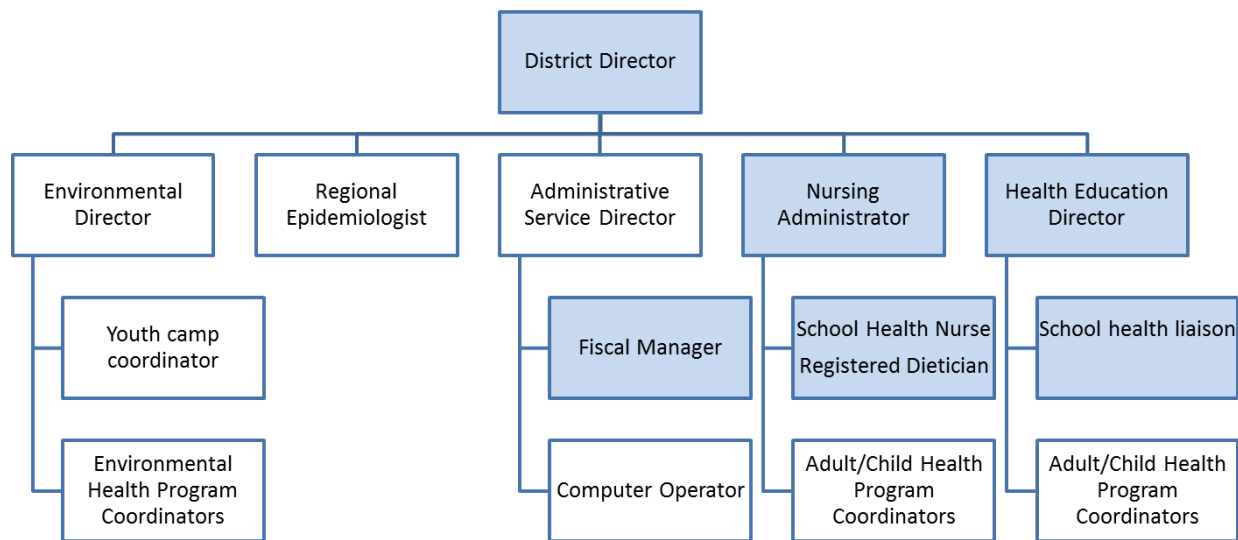 District Director
Environmental
Director
Regional
Epidemiologist
Administrative
Service Director
Nursing
Administrator
Health Education
Director
Youth camp
coordinator
Fiscal Manager
School Health Nurse
Registered Dietician
School health liaison
Environmental
Health Program
Coordinators
Computer Operator
Adult/Child Health
Program
Coordinators
Adult/Child Health
Program
Coordinators